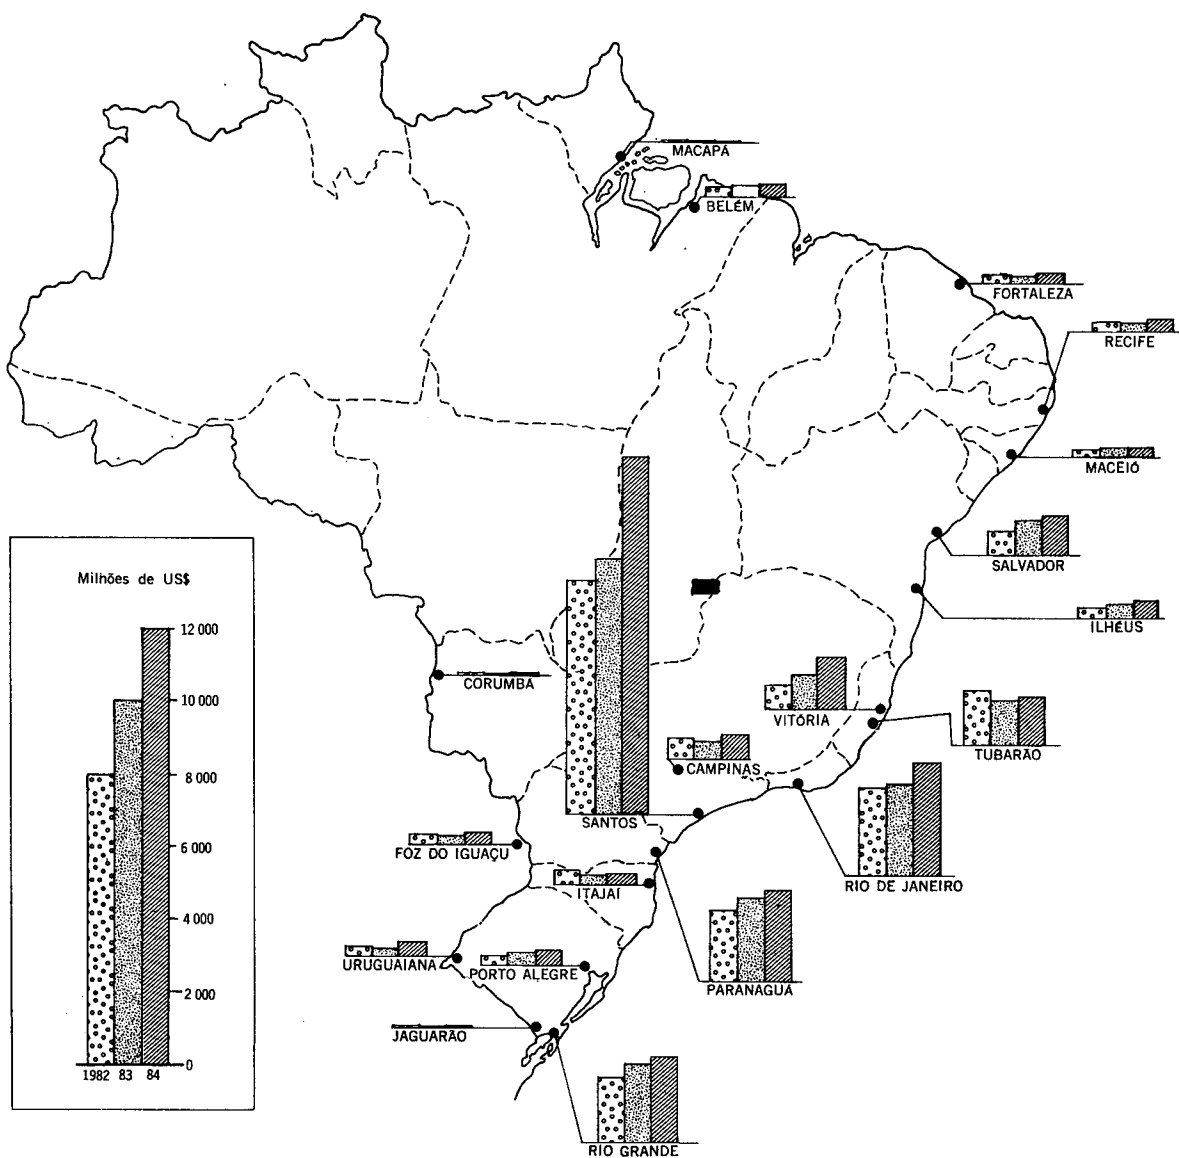 MACAPÁ
BELÉM
FORTALEZA
RECIFE
MACEIÓ
SALVADOR
ILHÉUS
Milhões de US$
12 000
10 000
8 000
6 000
4 000
2 000
0
1982 83 84
CORUMBÁ
VITÓRIA
TUBARÃO
CAMPINAS
SANTOS
FOZ DO IGUAÇU
RIO DE JANEIRO
ITAJAÍ
URUGUAIANA
PORTO ALEGRE
PARANAGUÁ
JAGUARÃO
RIO GRANDE